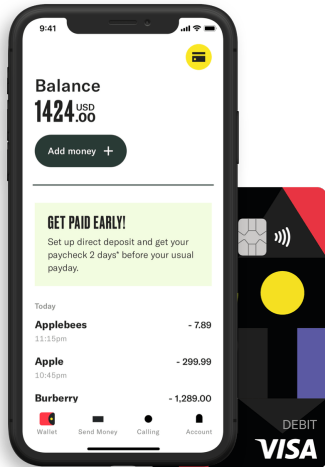 9:41
Balance
1424 USD .00
Add money +
GET PAID EARLY!
Set up direct deposit and get your
paycheck 2 days* before your usual
payday.
Today
Applebees - 7.89
11:15pm
Apple - 299.99
10:45pm
Burberry - 1,289.00
Wallet Send Money Calling Account
DEBIT
VISA